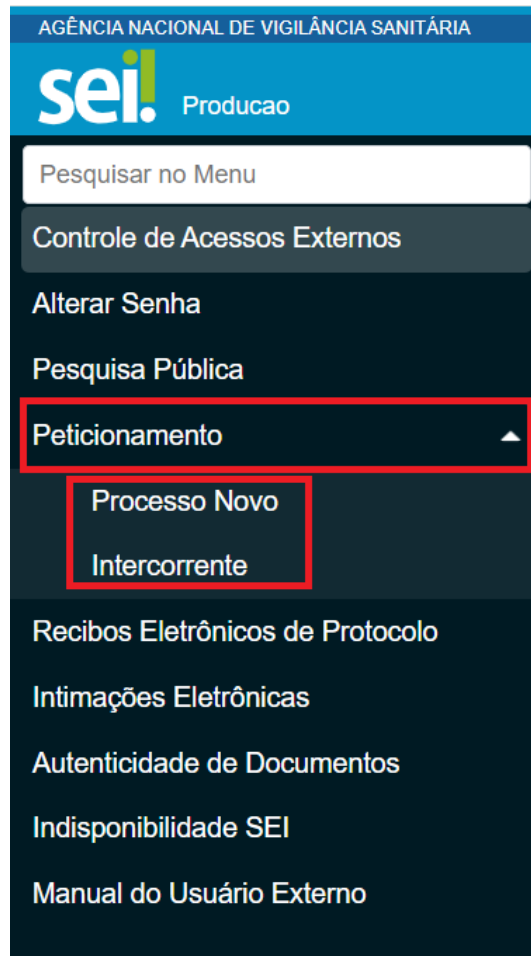 AGÊNCIA NACIONAL DE VIGILÂNCIA SANITÁRIA
sei! Producao
Pesquisar no Menu
Controle de Acessos Externos
Alterar Senha
Pesquisa Pública
Peticionamento
Processo Novo
Intercorrente
Recibos Eletrônicos de Protocolo
Intimações Eletrônicas
Autenticidade de Documentos
Indisponibilidade SEI
Manual do Usuário Externo